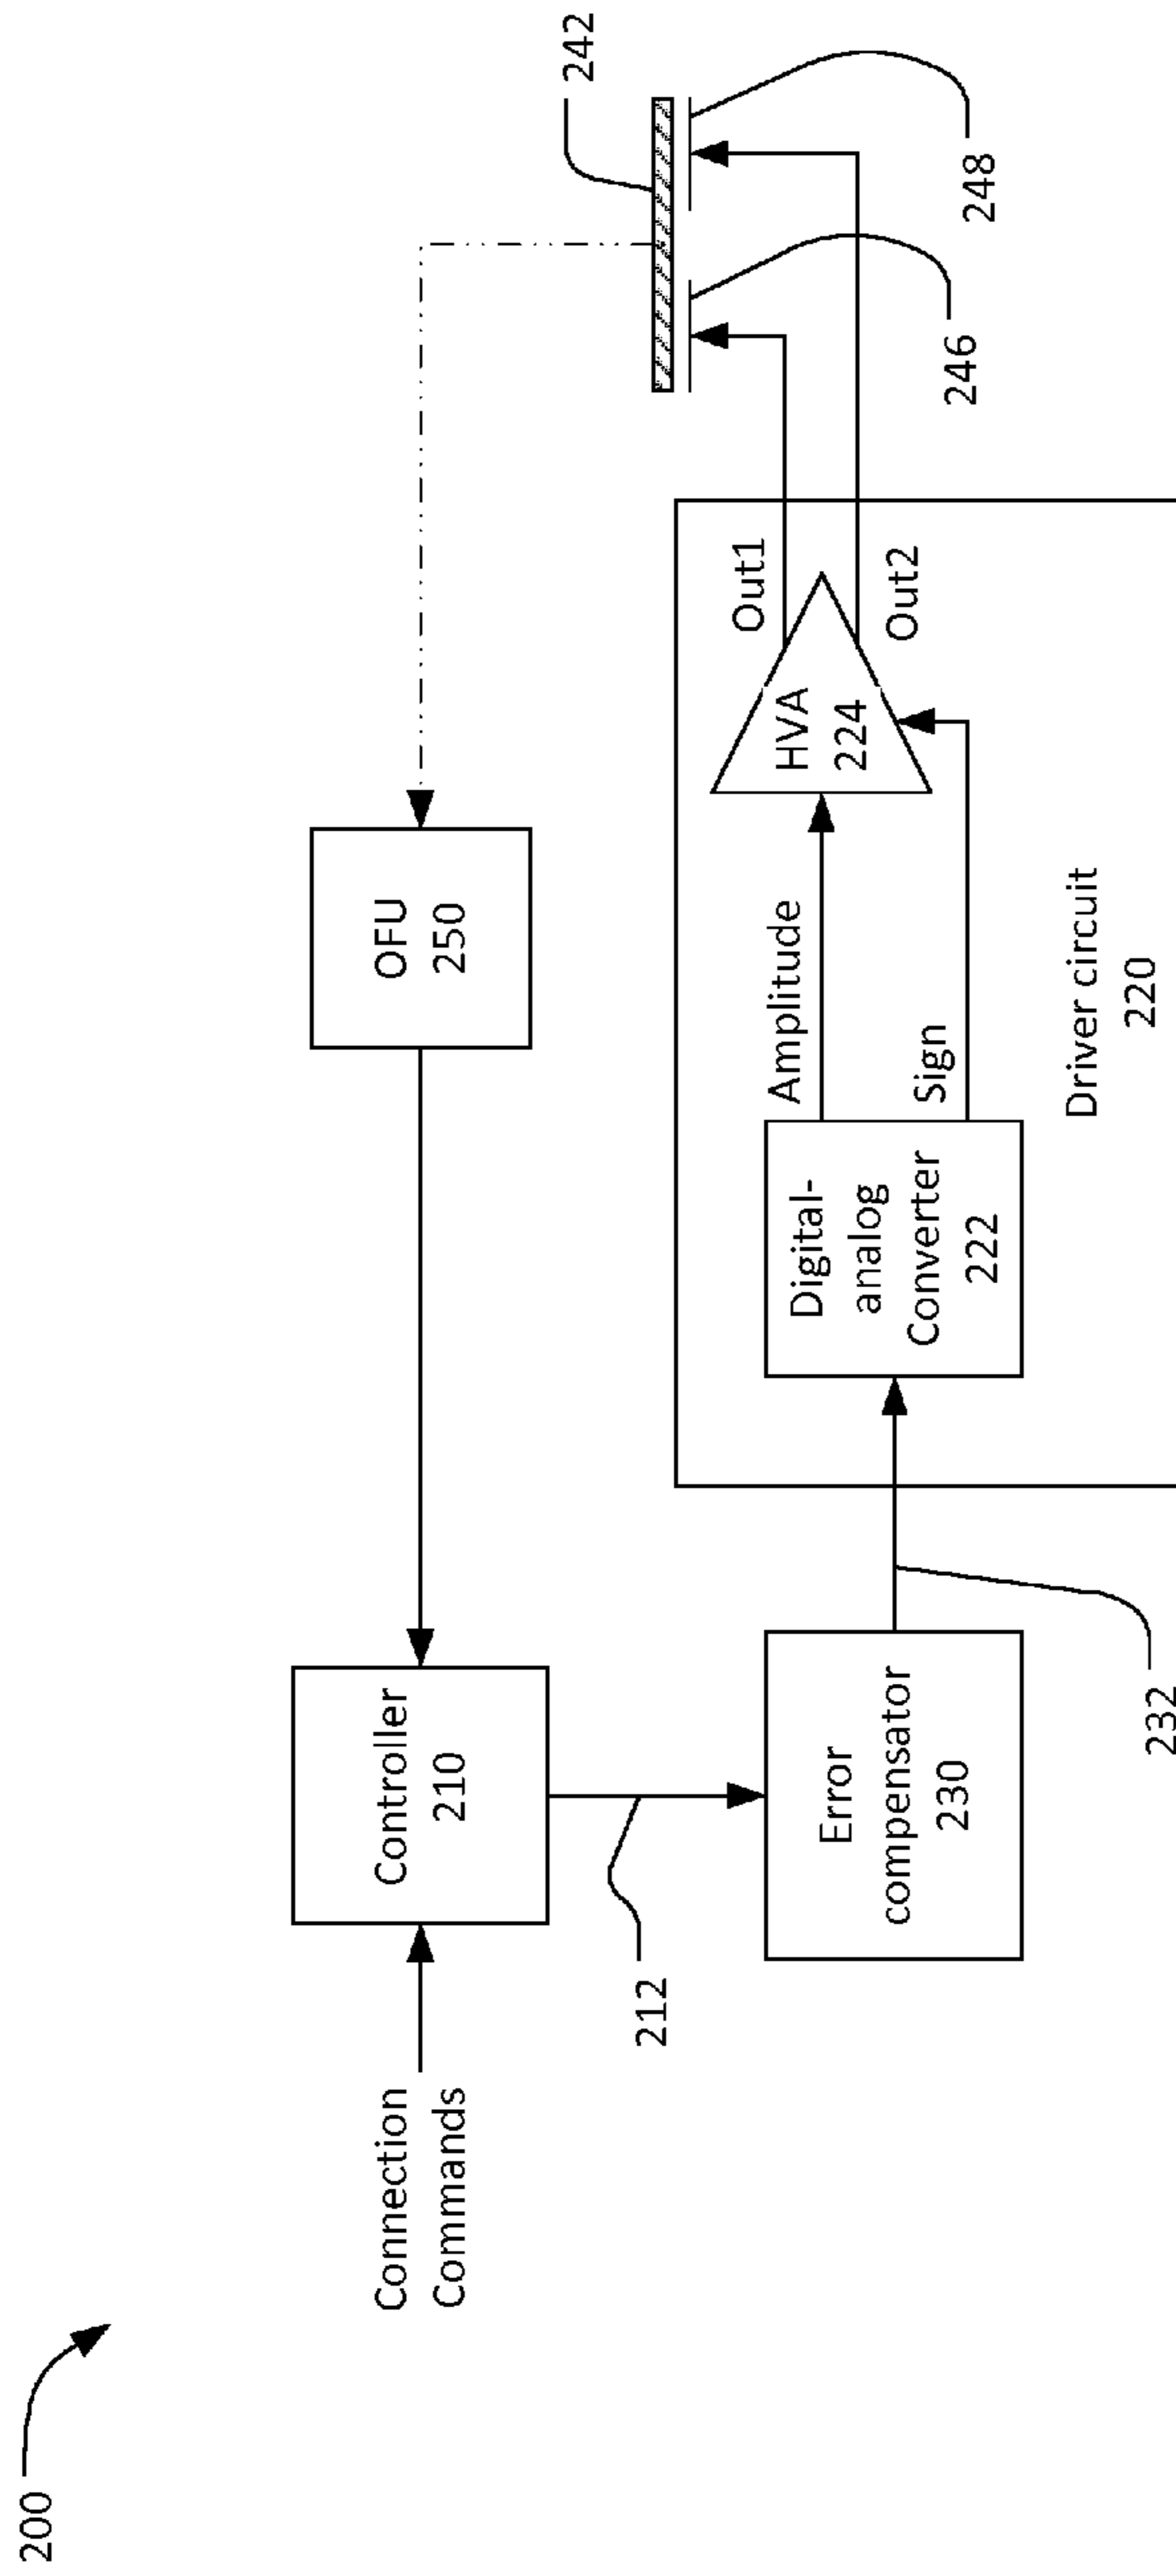 200
Connection
Commands
Controller
210
OFU
250
212
Error
compensator
230
232
Digital-
analog
Converter
222
Amplitude
Sign
HVA
224
Out1
Out2
Driver circuit
220
242
246
248